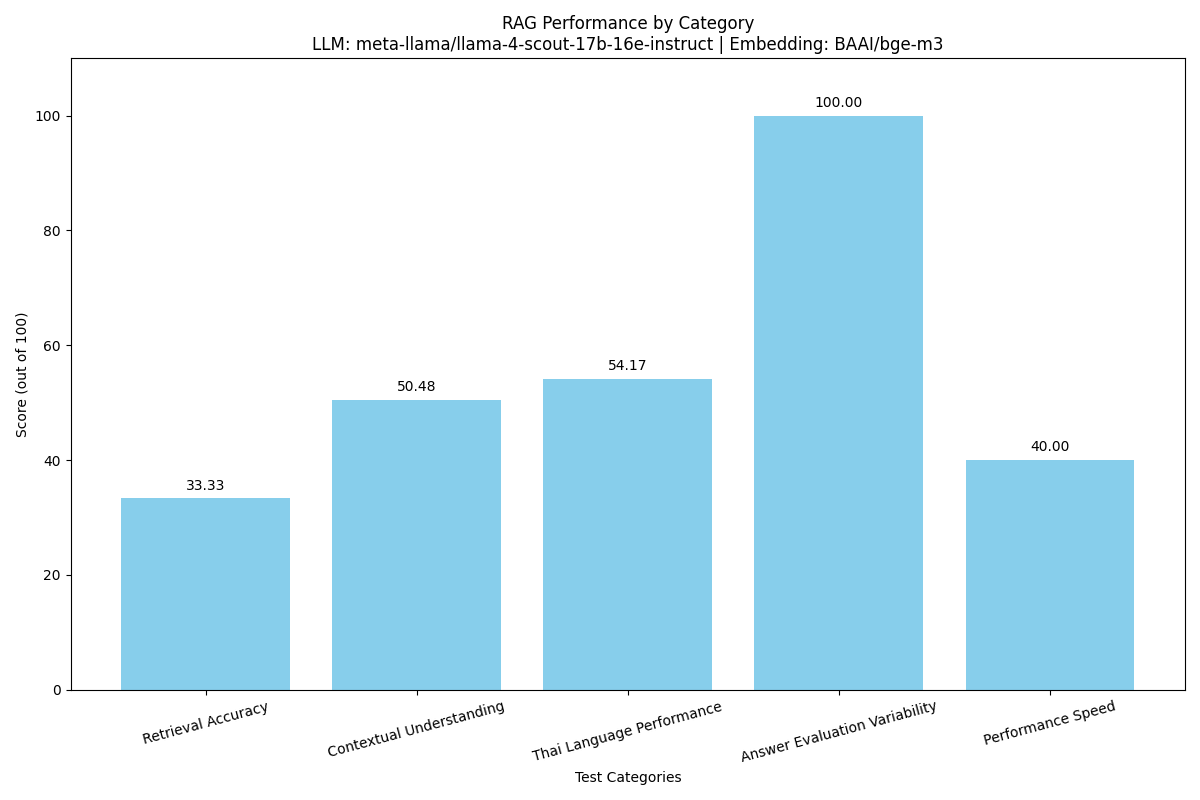 RAG Performance by Category
LLM: meta-llama/llama-4-scout-17b-16e-instruct | Embedding: BAAI/bge-m3
Score (out of 100)
100
80
60
40
20
0
33.33
50.48
54.17
100.00
40.00
Retrieval Accuracy
Contextual Understanding
Thai Language Performance
Answer Evaluation Variability
Performance Speed
Test Categories